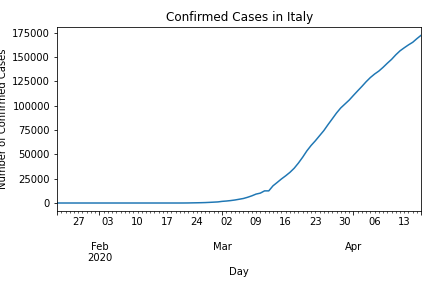 Confirmed Cases in Italy
Number of Confirmed Cases
175000
150000
125000
100000
75000
50000
25000
0
27 03 10 17 24 02 09 16 23 30 06 13
Feb Mar Apr
2020
Day